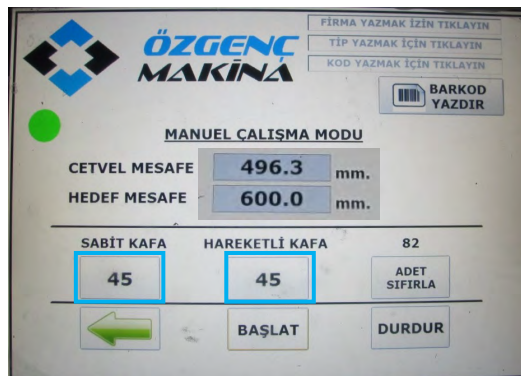 ÖZGENÇ
MAKİNA
FİRMA YAZMAK İZİN TIKLAYIN
TİP YAZMAK İÇİN TIKLAYIN
KOD YAZMAK İÇİN TIKLAYIN
BARKOD
YAZDIR
MANUEL ÇALIŞMA MODU
CETVEL MESAFE 496.3 mm.
HEDEF MESAFE 600.0 mm.
SABİT KAFA HAREKETLİ KAFA 82
45 45 ADET
SIFIRLA
BAŞLAT DURDUR